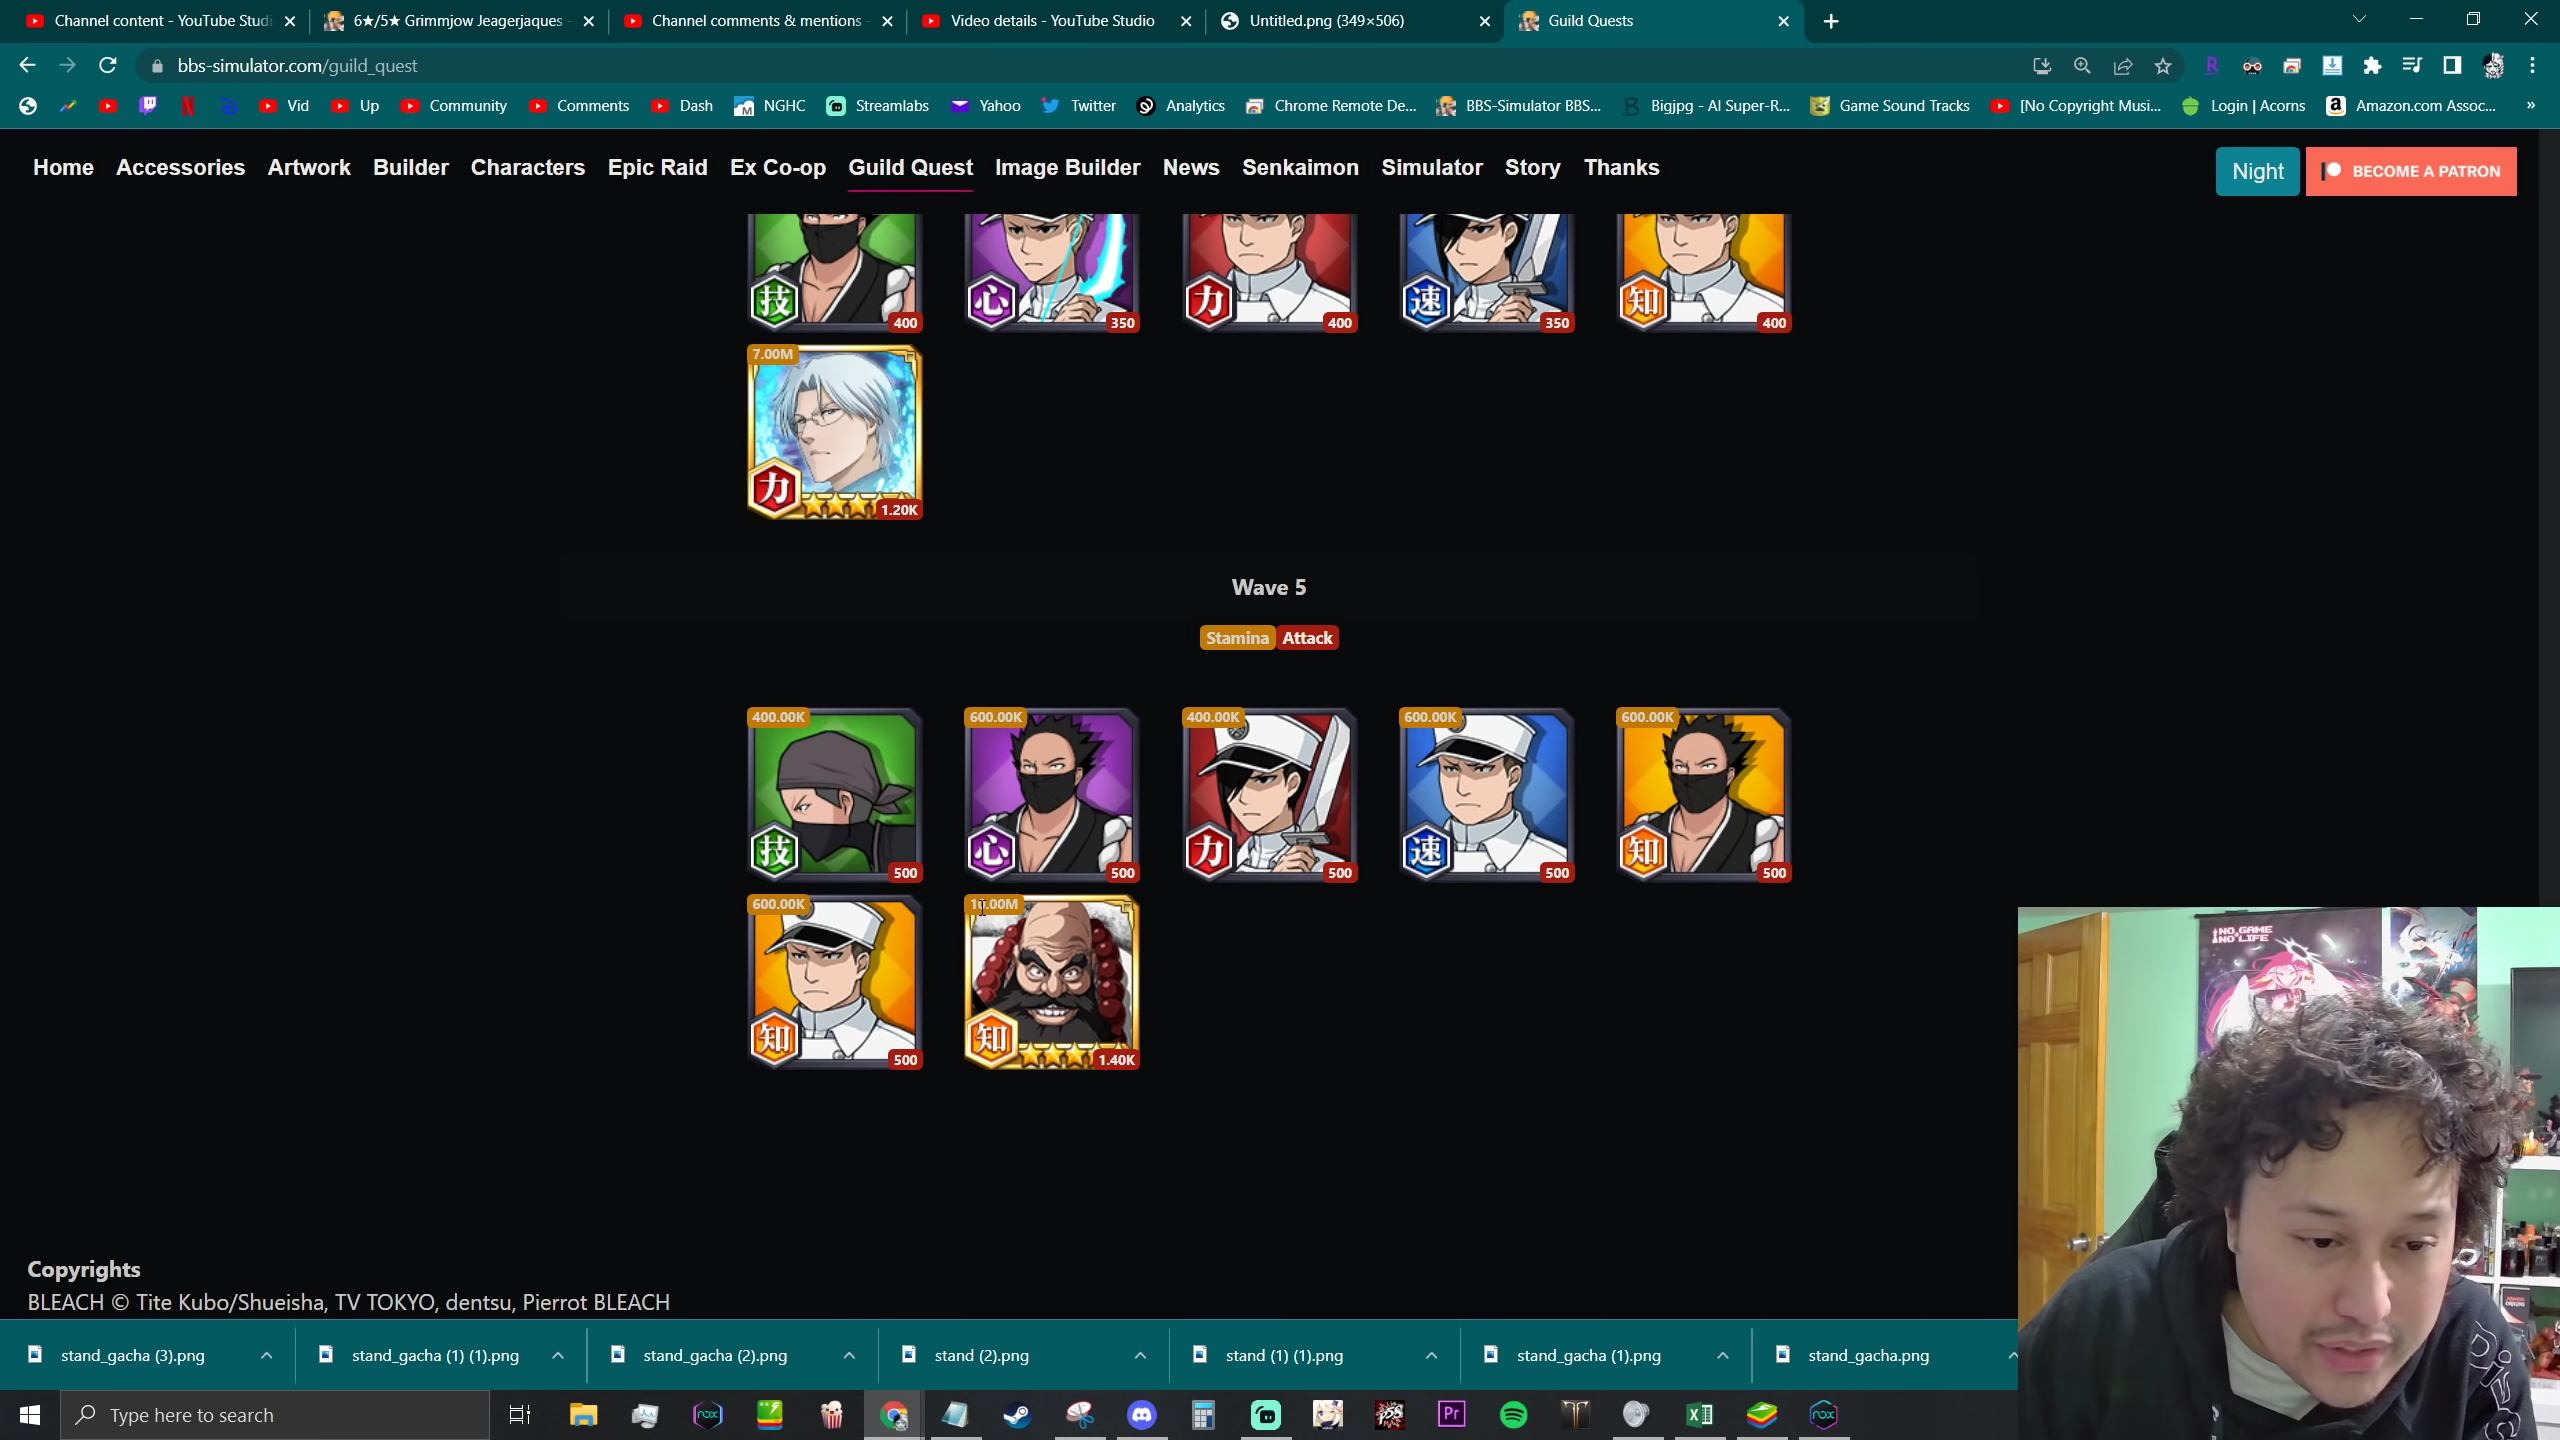 Channel content - YouTube Studi
6★/5★ Grimmjow Jeagerjaques -
Channel comments & mentions -
Video details - YouTube Studio
Untitled.png (349×506)
Guild Quests
bbs-simulator.com/guild_quest
Vid
Up
Community
Comments
Dash
NGHC
Streamlabs
Yahoo
Twitter
Analytics
Chrome Remote De...
BBS-Simulator BBS...
Bigjpg - AI Super-R...
Game Sound Tracks
[No Copyright Musi...
Login | Acorns
Amazon.com Assoc...
»
Home
Accessories
Artwork
Builder
Characters
Epic Raid
Ex Co-op
Guild Quest
Image Builder
News
Senkaimon
Simulator
Story
Thanks
Night
BECOME A PATRON
技 400
心 350
力 400
速 350
知 400
7.00M
力 1.20K
Wave 5
Stamina Attack
400.00K
600.00K
400.00K
600.00K
600.00K
技 500
心 500
力 500
速 500
知 500
600.00K
知 500
知 1.40K
NO GAME
NO LIFE
Copyrights
BLEACH © Tite Kubo/Shueisha, TV TOKYO, dentsu, Pierrot BLEACH
stand_gacha (3).png
stand_gacha (1) (1).png
stand_gacha (2).png
stand (2).png
stand (1) (1).png
stand_gacha (1).png
stand_gacha.png
Type here to search
nox
Pr
nox